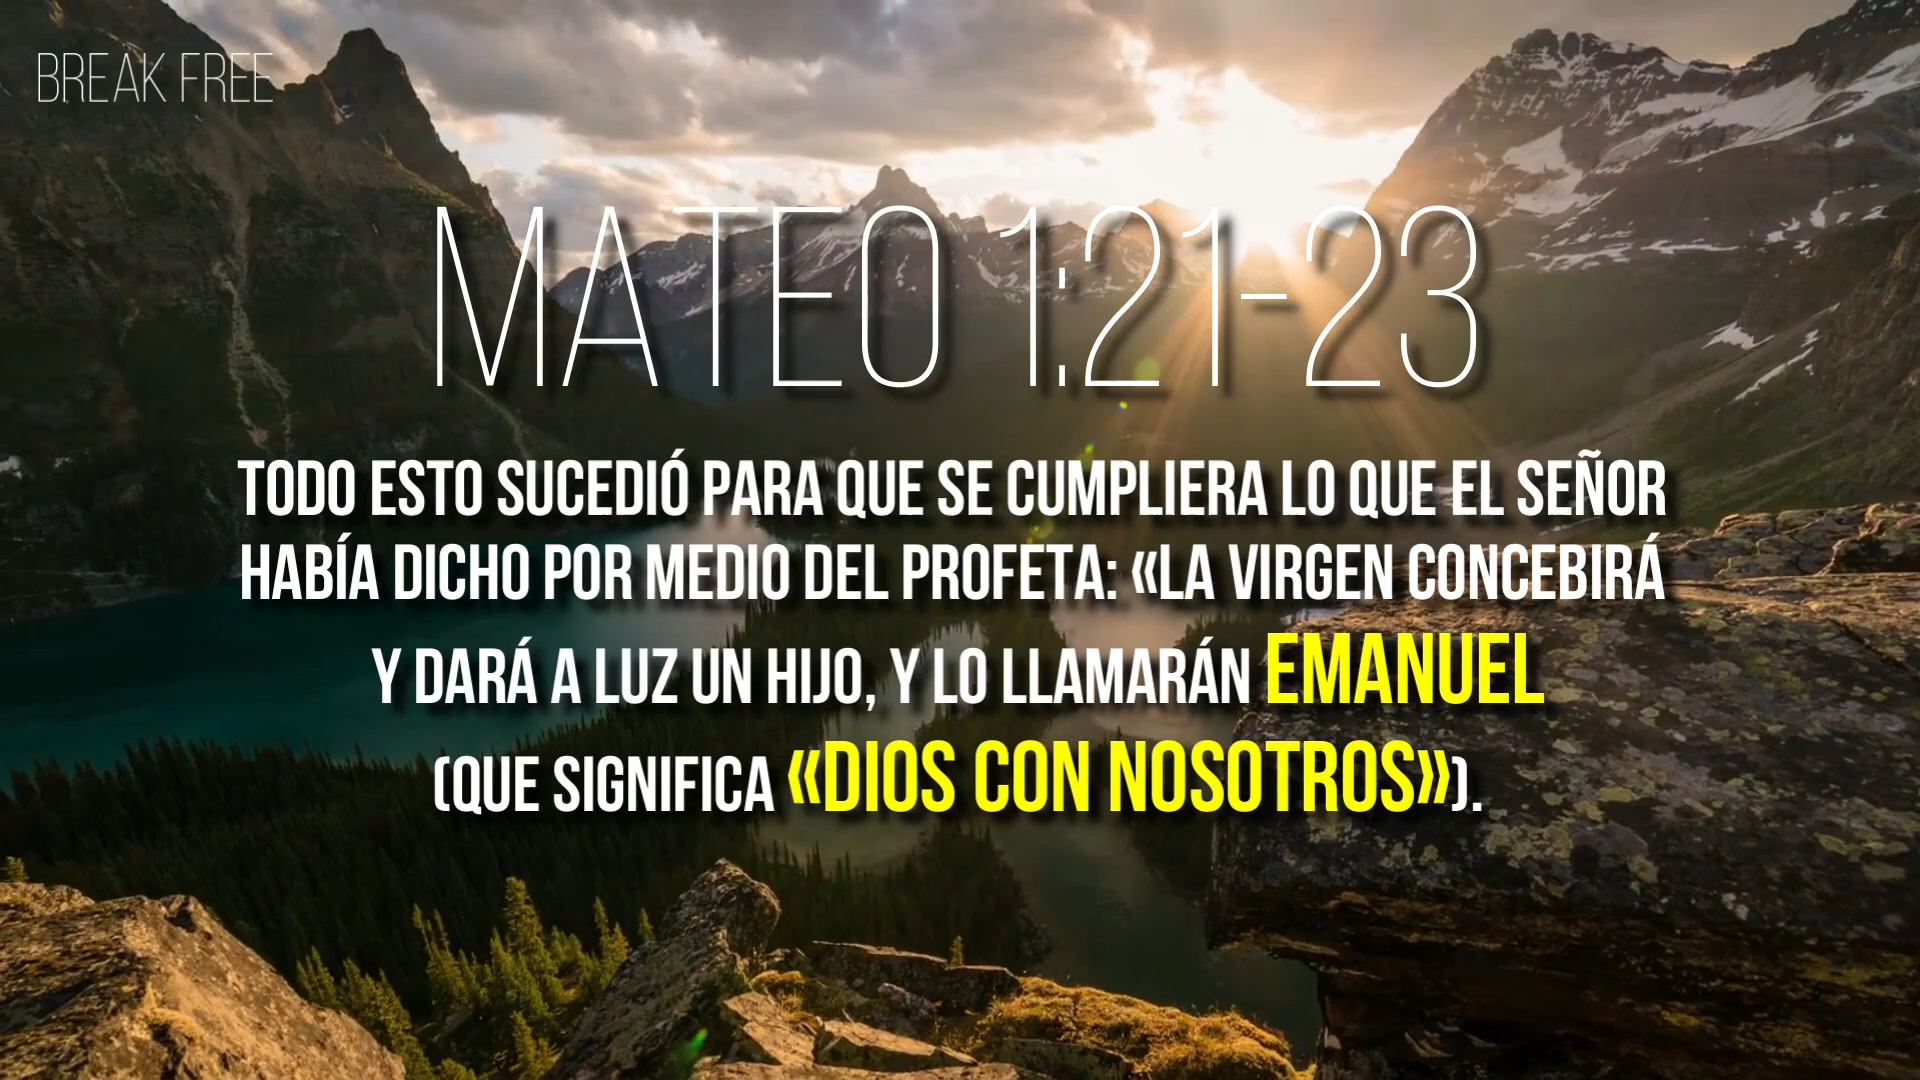 BREAK FREE
MATEO 1:21-23
TODO ESTO SUCEDIÓ PARA QUE SE CUMPLIERA LO QUE EL SEÑOR
HABÍA DICHO POR MEDIO DEL PROFETA: «LA VIRGEN CONCEBIRÁ
Y DARÁ A LUZ UN HIJO, Y LO LLAMARÁN EMANUEL
(QUE SIGNIFICA «DIOS CON NOSOTROS»).